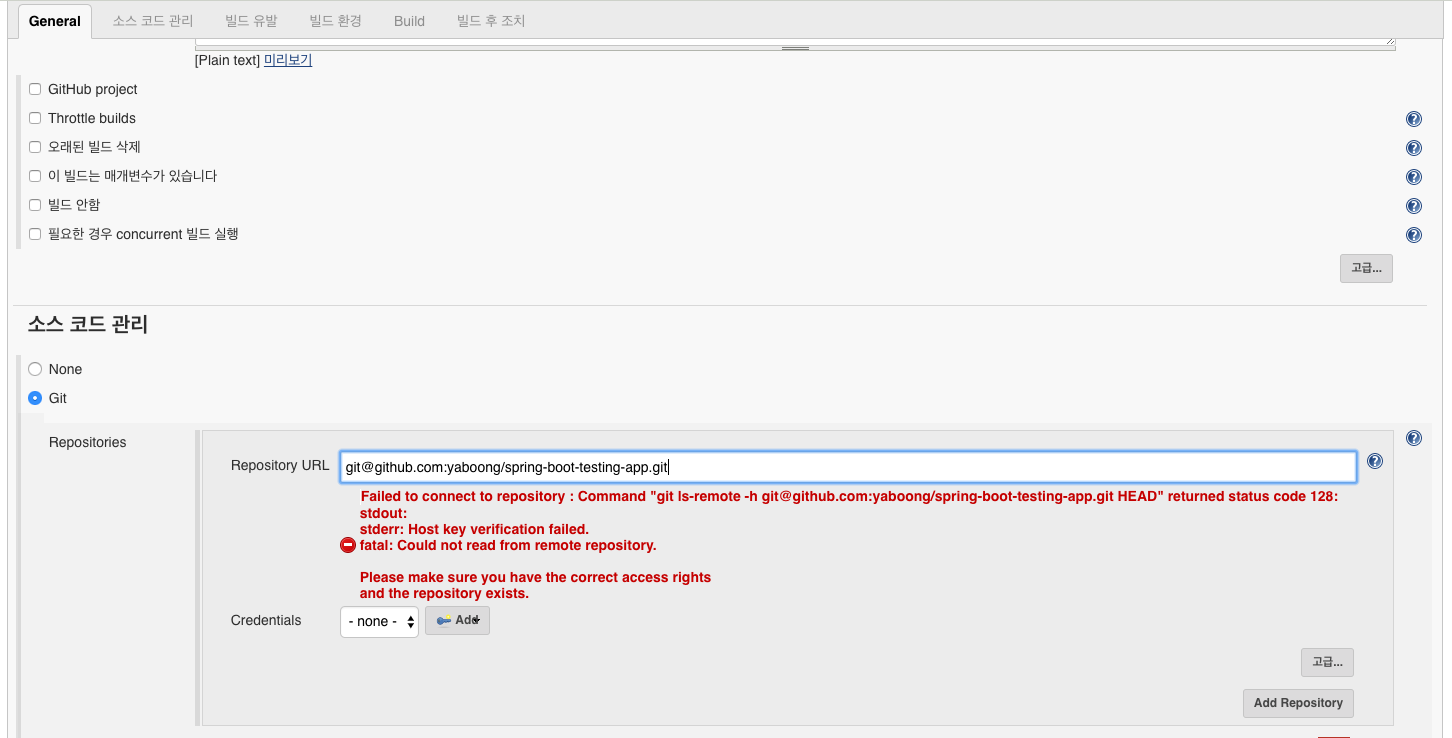 General 소스 코드 관리 빌드 유발 빌드 환경 Build 빌드 후 조치
[Plain text] 미리보기
GitHub project
Throttle builds
오래된 빌드 삭제
이 빌드는 매개변수가 있습니다
빌드 안함
필요한 경우 concurrent 빌드 실행
고급...
소스 코드 관리
None
Git
Repositories
Repository URL git@github.com:yaboong/spring-boot-testing-app.git
Failed to connect to repository : Command "git ls-remote -h git@github.com:yaboong/spring-boot-testing-app.git HEAD" returned status code 128:
stdout:
stderr: Host key verification failed.
fatal: Could not read from remote repository.
Please make sure you have the correct access rights
and the repository exists.
Credentials - none - Add
고급...
Add Repository